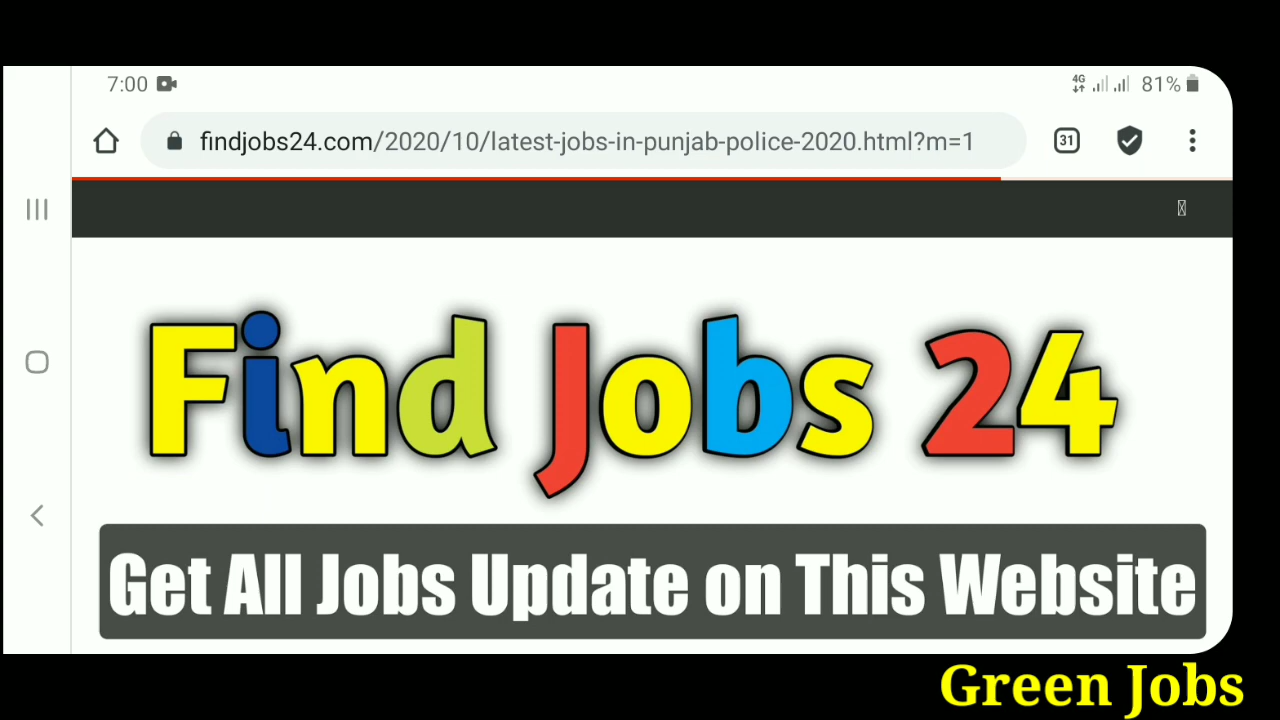 7:00
4G
81%
findjobs24.com/2020/10/latest-jobs-in-punjab-police-2020.html?m=1
31
Find Jobs 24
Get All Jobs Update on This Website
Green Jobs